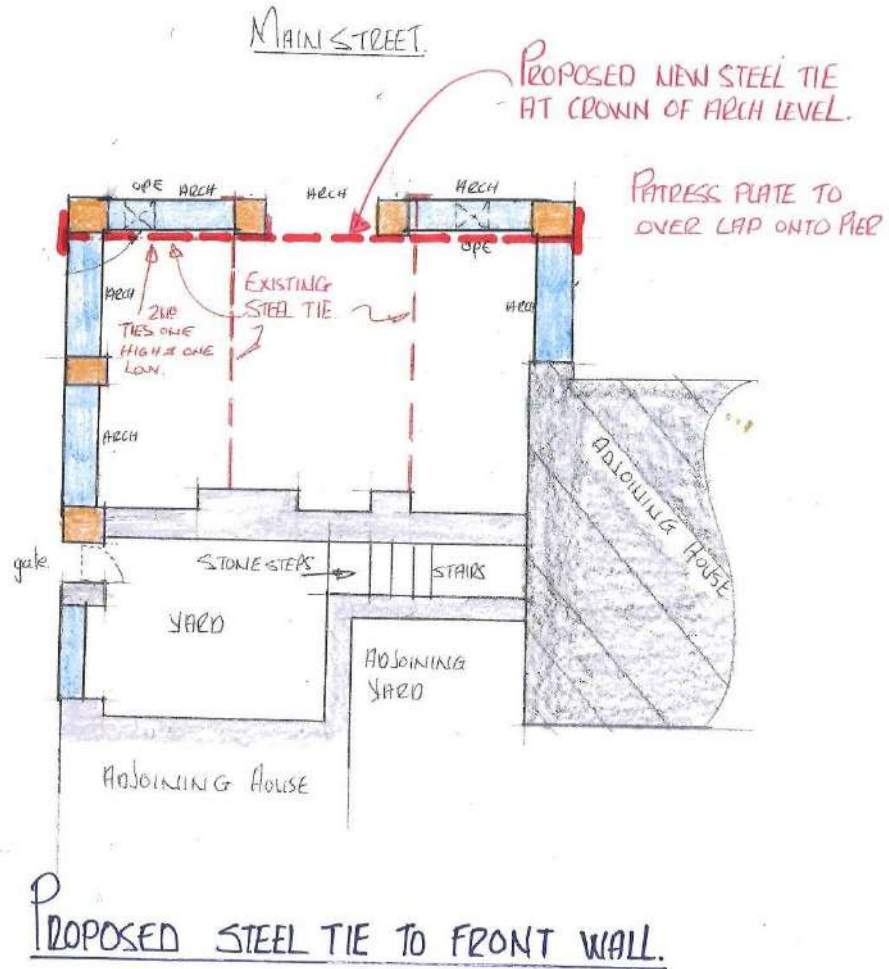 MAIN STREET.
PROPOSED NEW STEEL TIE
AT CROWN OF ARCH LEVEL.
OPE
ARCH
ARCH
ARCH
PATRESS PLATE TO
OVER LAP ONTO PIER
OPE
ARCH
2No
TIES ONE
HIGH & ONE
LOW.
EXISTING
STEEL TIE
ARCH
ARCH
ADJOINING HOUSE
gate.
STONE STEPS
STAIRS
YARD
ADJOINING
YARD
ADJOINING HOUSE
PROPOSED STEEL TIE TO FRONT WALL.